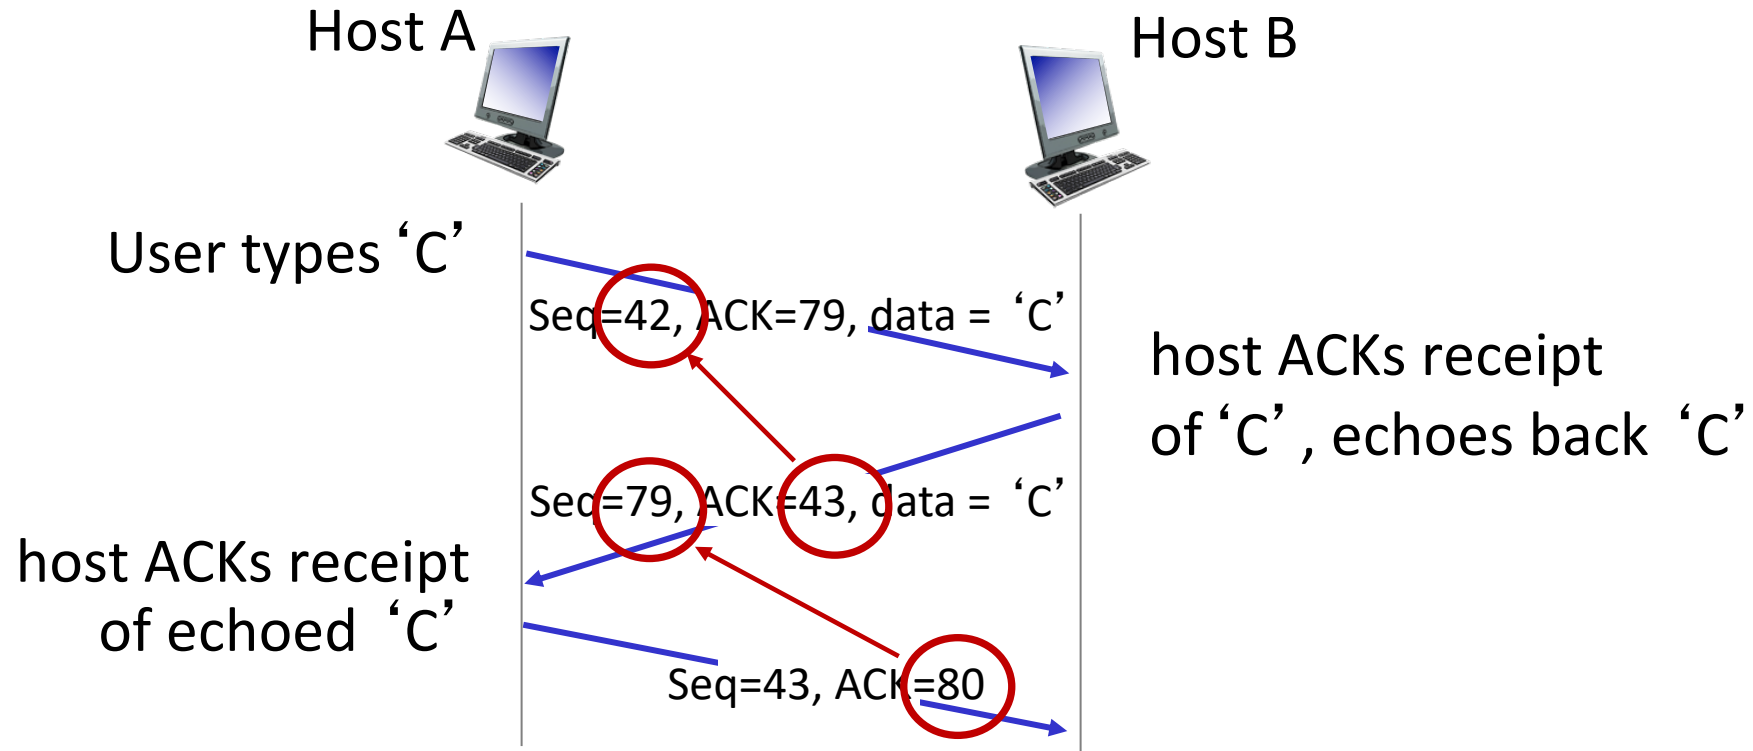 Host A
Host B
User types ‘C’
Seq=42, ACK=79, data = ‘C’
host ACKs receipt
of ‘C’, echoes back ‘C’
Seq=79, ACK=43, data = ‘C’
host ACKs receipt
of echoed ‘C’
Seq=43, ACK=80